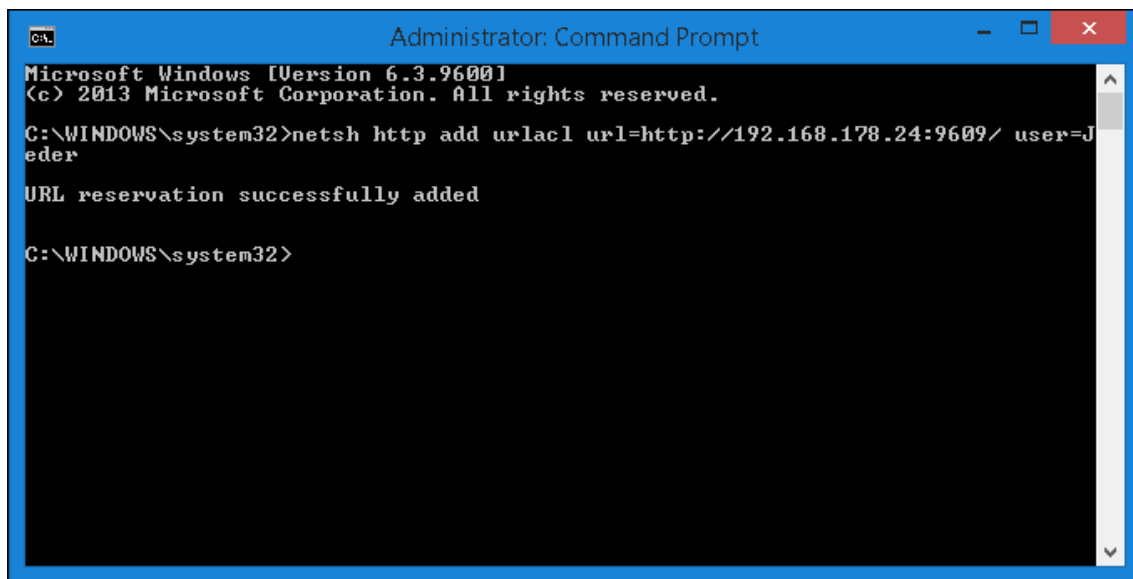 Administrator: Command Prompt
Microsoft Windows [Version 6.3.9600]
(c) 2013 Microsoft Corporation. All rights reserved.
C:\WINDOWS\system32>netsh http add urlacl url=http://192.168.178.24:9609/ user=J
eder
URL reservation successfully added
C:\WINDOWS\system32>